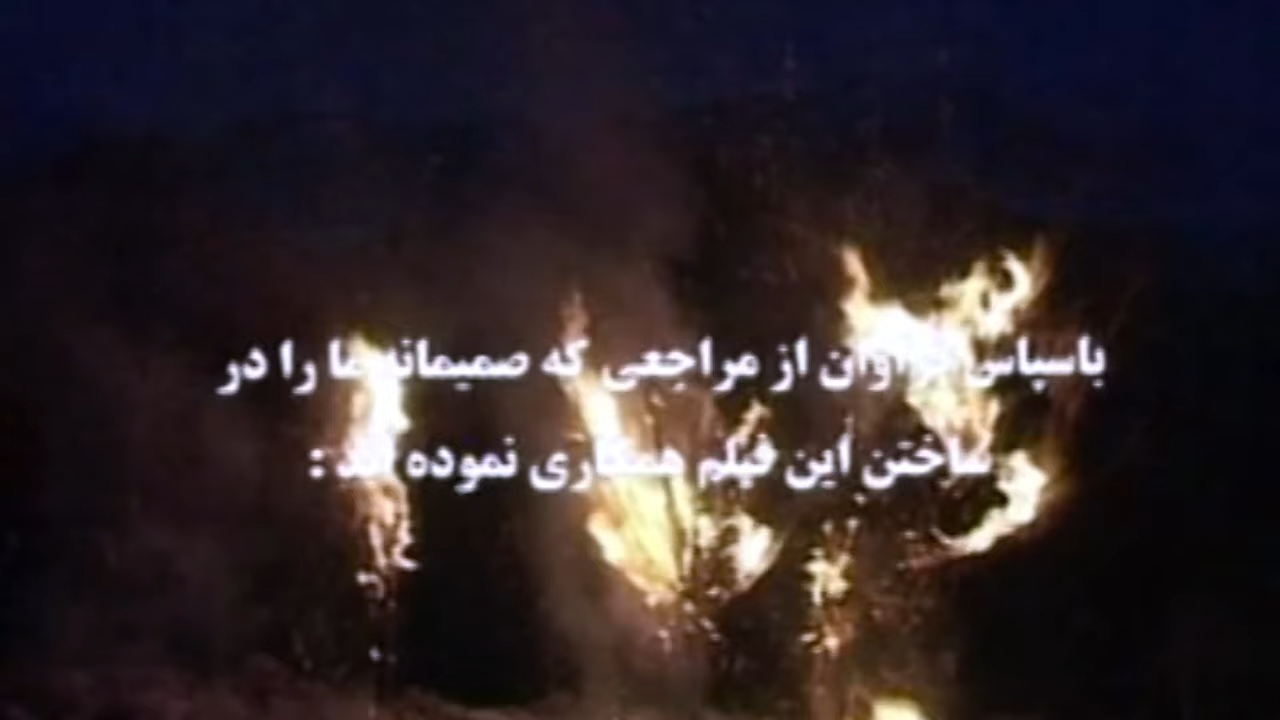 باسپاس فراوان از مراجعی که صمیمانه ما را در
ساختن این فیلم همکاری نموده اند :